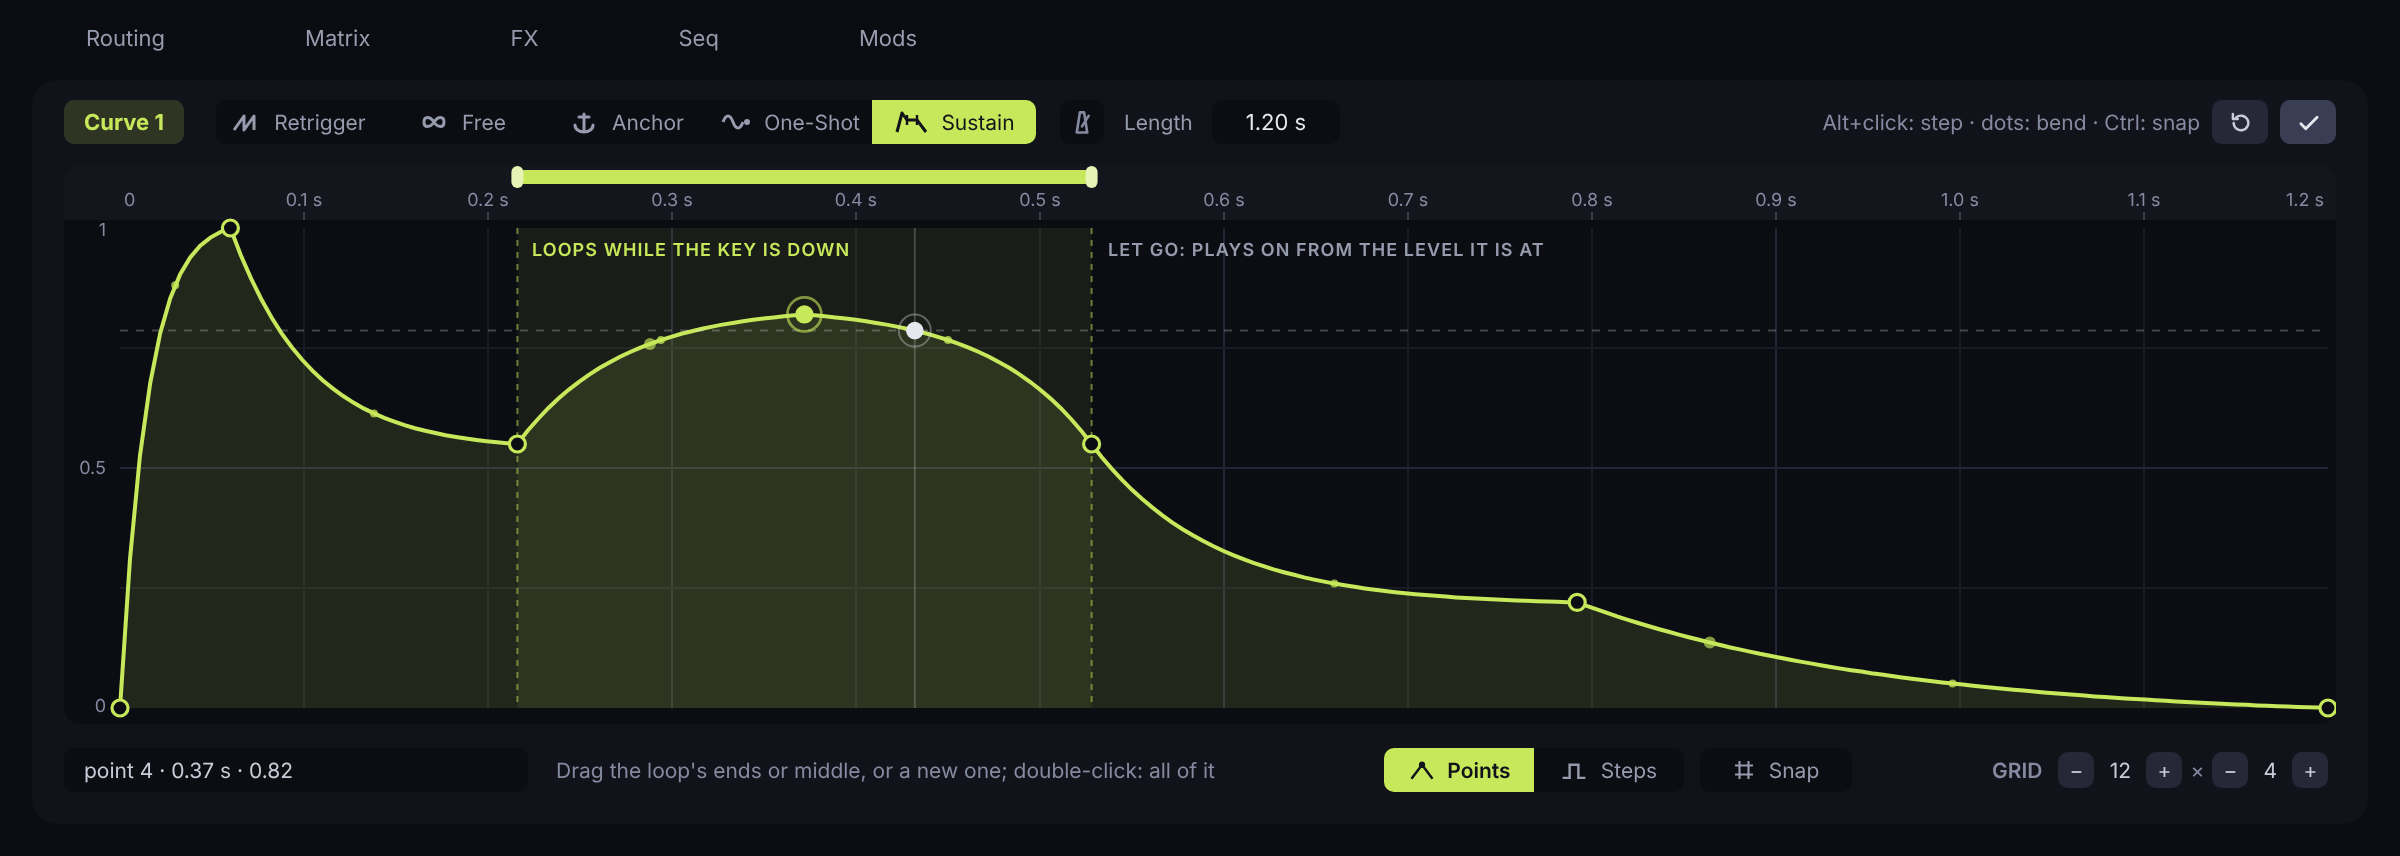 Routing Matrix FX Seq Mods
Curve 1 Retrigger Free Anchor One-Shot Sustain Length 1.20 s Alt+click: step · dots: bend · Ctrl: snap
0 0.1 s 0.2 s 0.3 s 0.4 s 0.5 s 0.6 s 0.7 s 0.8 s 0.9 s 1.0 s 1.1 s 1.2 s
1
LOOPS WHILE THE KEY IS DOWN LET GO: PLAYS ON FROM THE LEVEL IT IS AT
0.5
0
point 4 · 0.37 s · 0.82 Drag the loop's ends or middle, or a new one; double-click: all of it Points Steps Snap GRID − 12 + × − 4 +